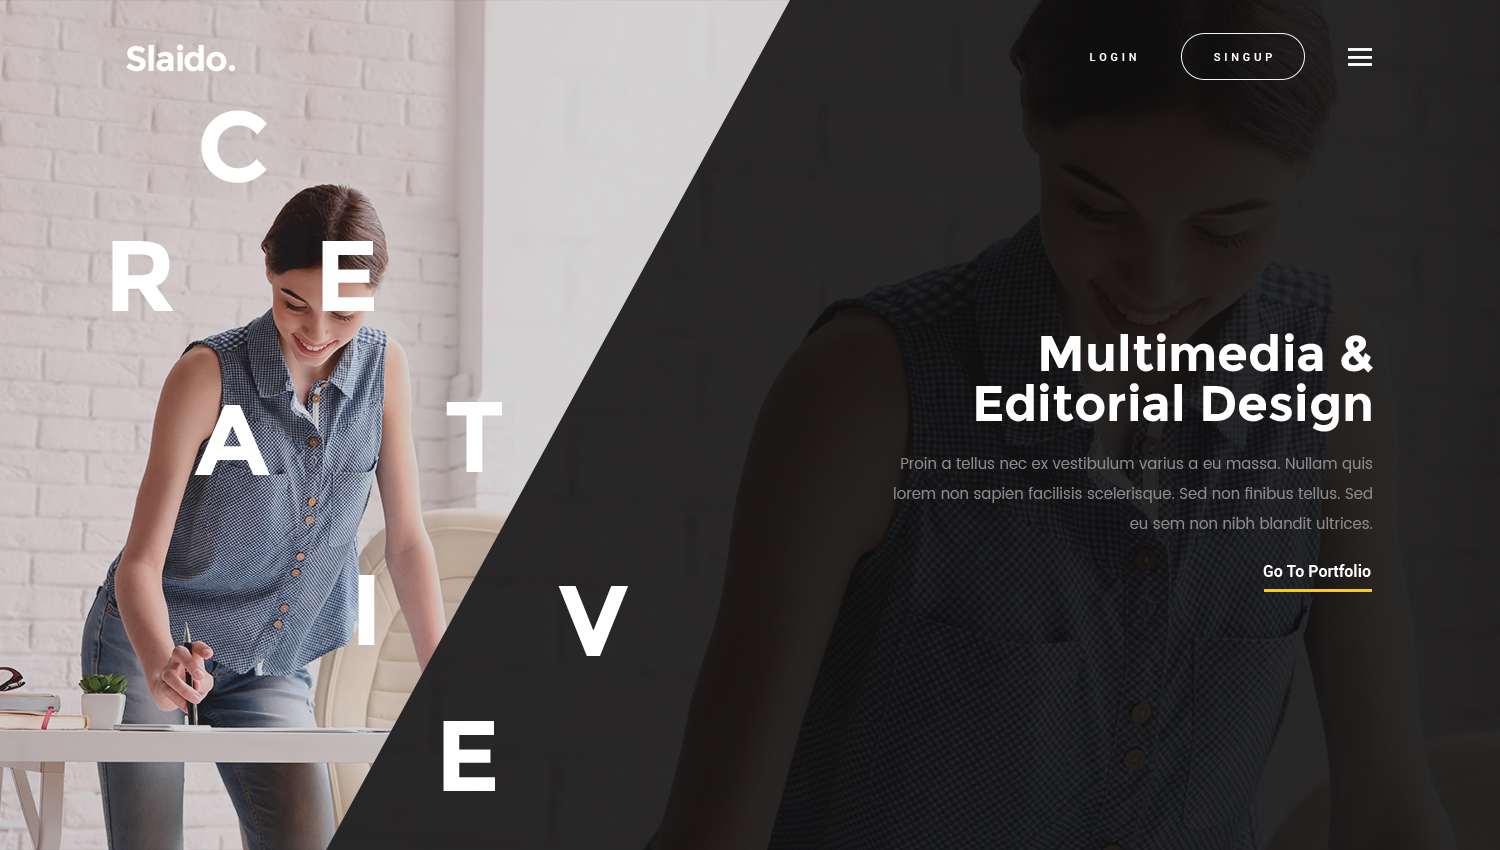 Slaido.
LOGIN
SINGUP
C
R E
A T
I V
E
Multimedia &
Editorial Design
Proin a tellus nec ex vestibulum varius a eu massa. Nullam quis
lorem non sapien facilisis scelerisque. Sed non finibus tellus. Sed
eu sem non nibh blandit ultrices.
Go To Portfolio